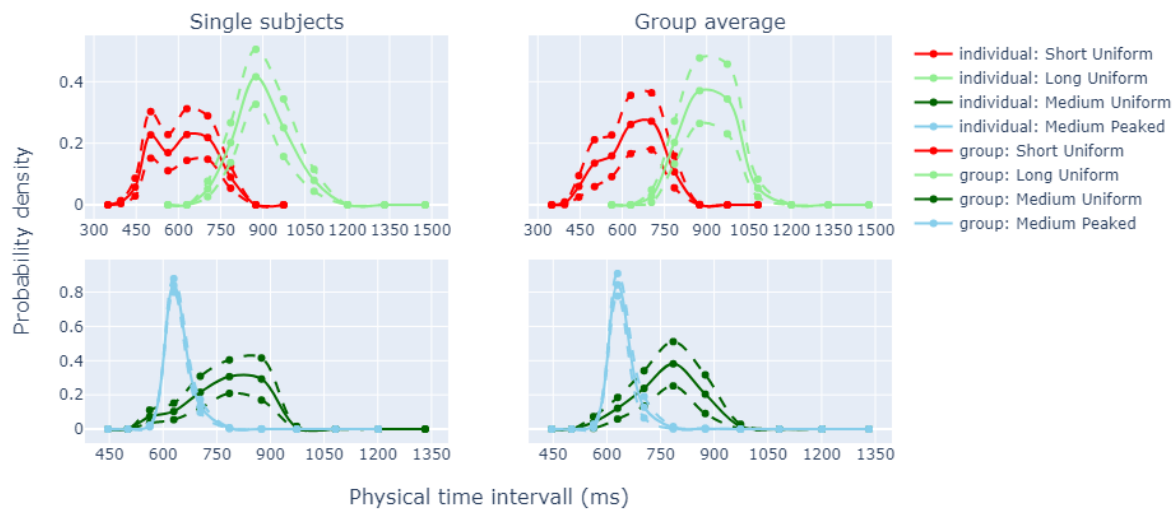 Single subjects
Group average
Probability density
0.4
0.2
0
300 450 600 750 900 1050 1200 1350 1500
300 450 600 750 900 1050 1200 1350 1500
individual: Short Uniform
individual: Long Uniform
individual: Medium Uniform
individual: Medium Peaked
group: Short Uniform
group: Long Uniform
group: Medium Uniform
group: Medium Peaked
0.8
0.6
0.4
0.2
0
450 600 750 900 1050 1200 1350
450 600 750 900 1050 1200 1350
Physical time intervall (ms)